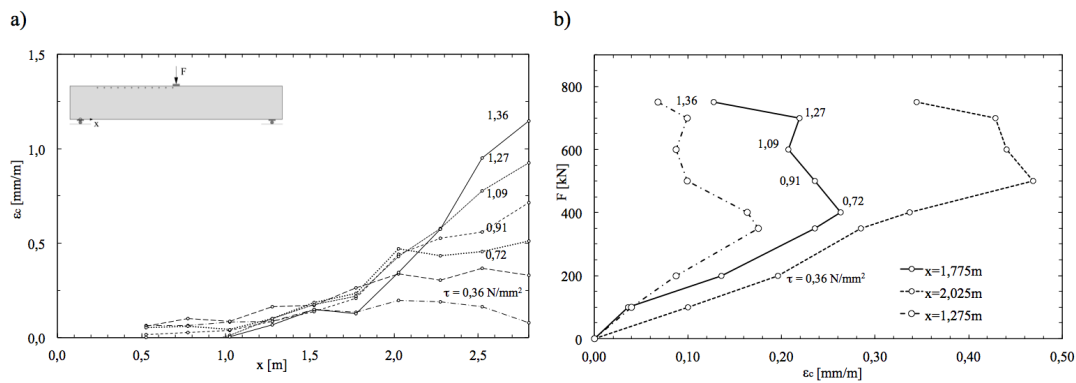 a)
1,5
1,0
0,5
0,0
εc [mm/m]
F
x
1,36
1,27
1,09
0,91
0,72
τ = 0,36 N/mm²
0,0 0,5 1,0 1,5 2,0 2,5
x [m]
b)
800
600
400
200
0
F [kN]
1,36
1,27
1,09
0,91
0,72
τ = 0,36 N/mm²
x=1,775m
x=2,025m
x=1,275m
0,00 0,10 0,20 0,30 0,40 0,50
εc [mm/m]